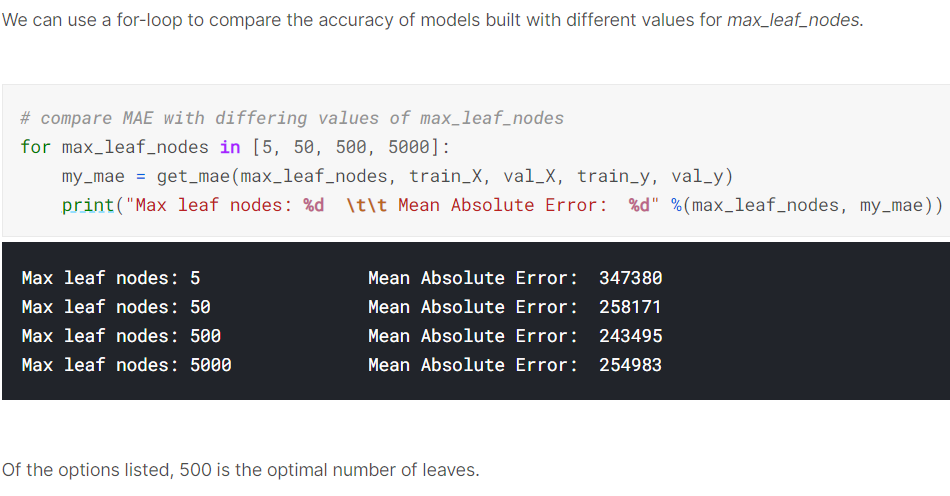 We can use a for-loop to compare the accuracy of models built with different values for max_leaf_nodes.
# compare MAE with differing values of max_leaf_nodes
for max_leaf_nodes in [5, 50, 500, 5000]:
    my_mae = get_mae(max_leaf_nodes, train_X, val_X, train_y, val_y)
    print("Max leaf nodes: %d  \t\t Mean Absolute Error:  %d" %(max_leaf_nodes, my_mae))
Max leaf nodes: 5  		 Mean Absolute Error:  347380
Max leaf nodes: 50  		 Mean Absolute Error:  258171
Max leaf nodes: 500  		 Mean Absolute Error:  243495
Max leaf nodes: 5000  		 Mean Absolute Error:  254983
Of the options listed, 500 is the optimal number of leaves.